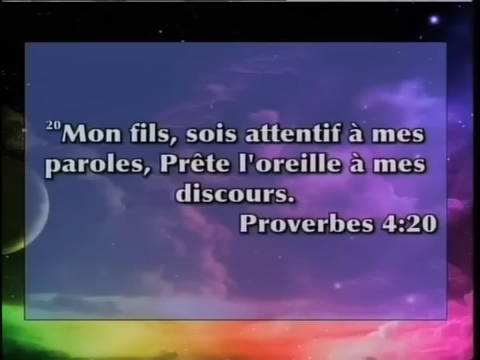 20Mon fils, sois attentif à mes
paroles, Prête l'oreille à mes
discours.
Proverbes 4:20